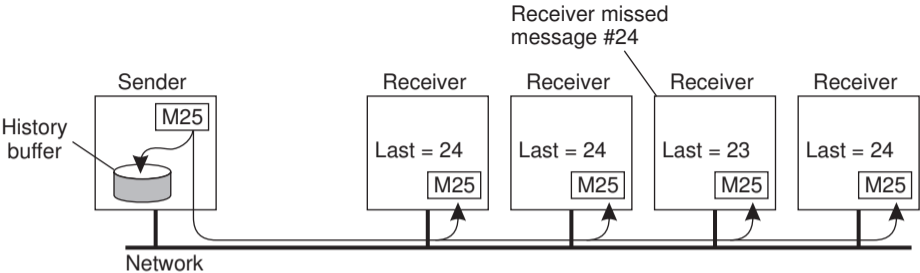 Receiver missed
message #24
Sender
Receiver
Receiver
Receiver
Receiver
M25
History
buffer
Last = 24
Last = 24
Last = 23
Last = 24
M25
M25
M25
M25
Network